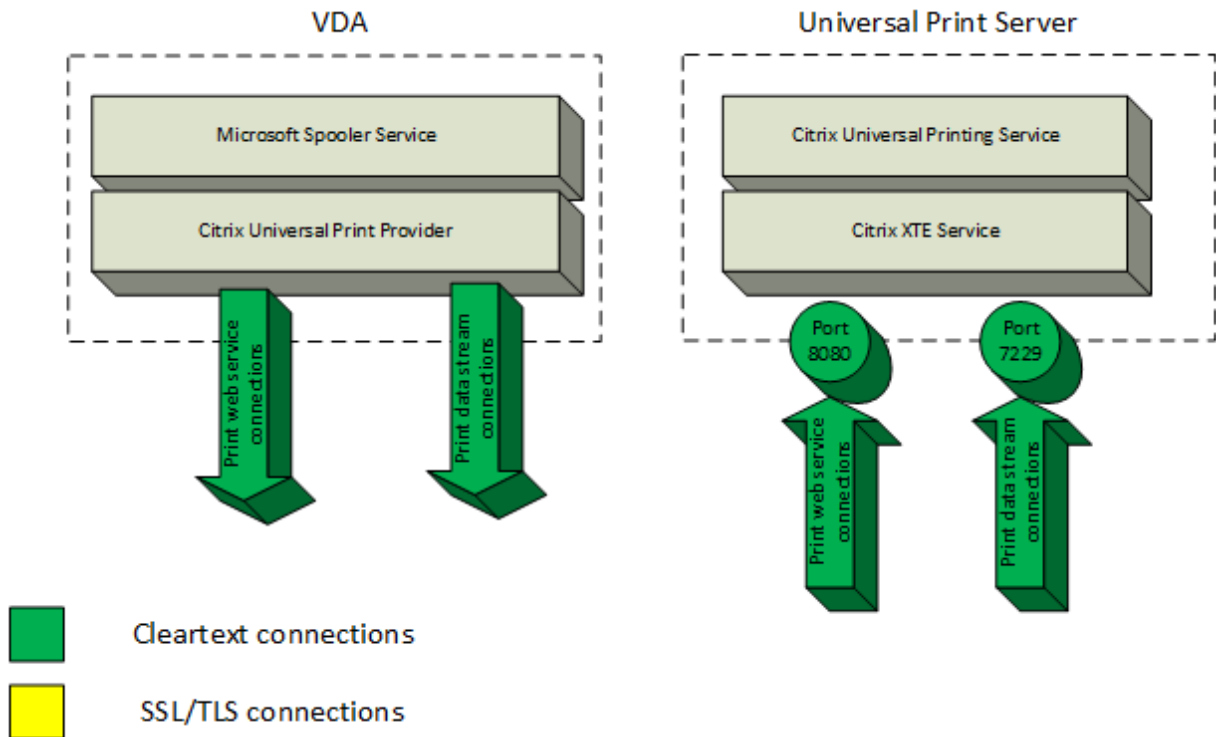 VDA
Universal Print Server
Microsoft Spooler Service
Citrix Universal Print Provider
Citrix Universal Printing Service
Citrix XTE Service
Print web service
connections
Print data stream
connections
Port
8080
Port
7229
Print web service
connections
Print data stream
connections
Cleartext connections
SSL/TLS connections